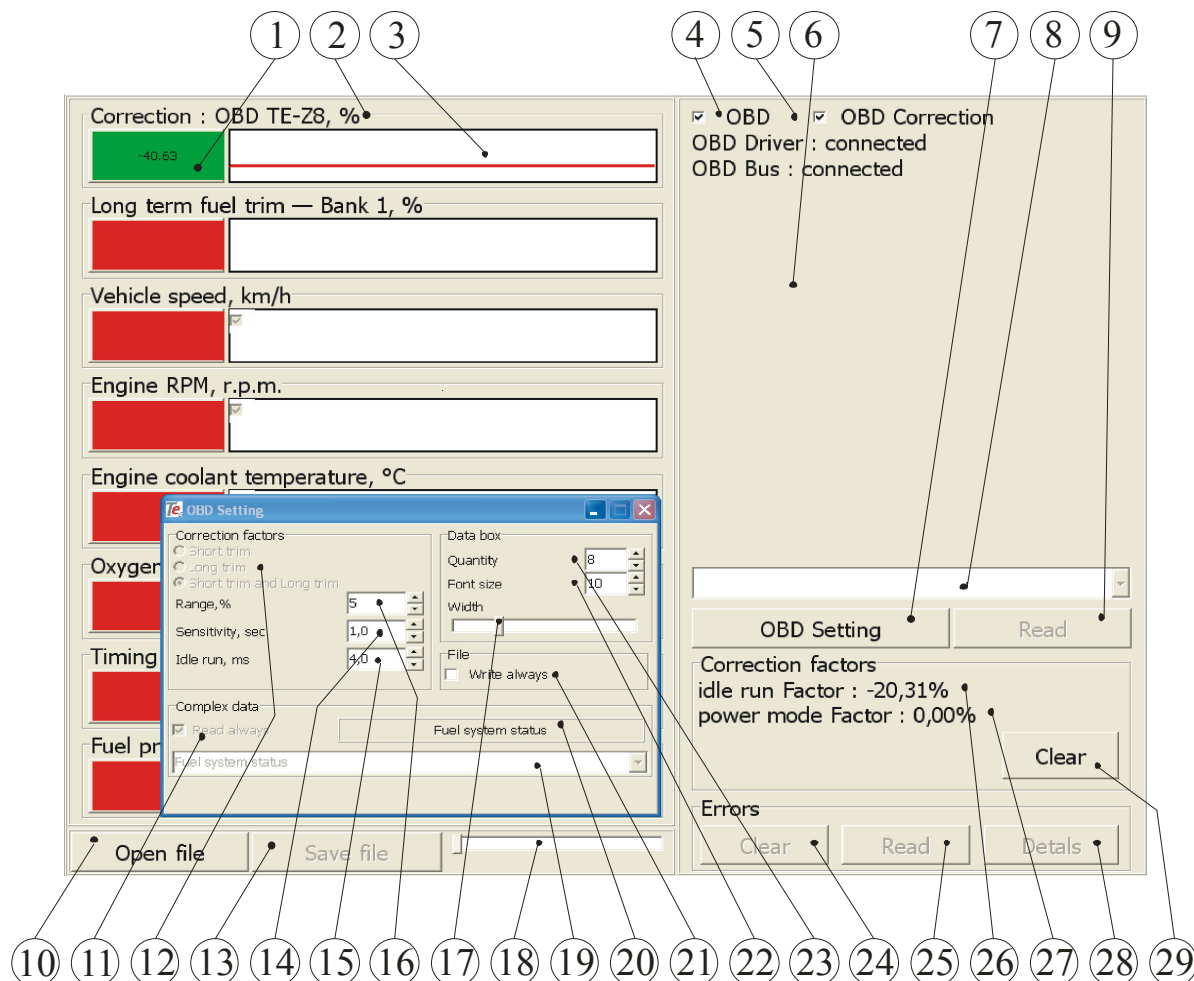 1 2 3 4 5 6 7 8 9
Correction : OBD TE-Z8, %
-40.63
Long term fuel trim — Bank 1, %
Vehicle speed, km/h
Engine RPM, r.p.m.
Engine coolant temperature, °C
Oxygen
Timing
Fuel pr
Open file
Save file
Te OBD Setting
Correction factors
Short trim
Long trim
Short trim and Long trim
Range,% 5
Sensitivity, sec 1,0
Idle run, ms 4,0
Data box
Quantity 8
Font size 10
Width
File
Write always
Complex data
Read always
Fuel system status
Fuel system status
OBD OBD Correction
OBD Driver : connected
OBD Bus : connected
OBD Setting
Read
Correction factors
idle run Factor : -20,31%
power mode Factor : 0,00%
Clear
Errors
Clear
Read
Detals
10 11 12 13 14 15 16 17 18 19 20 21 22 23 24 25 26 27 28 29